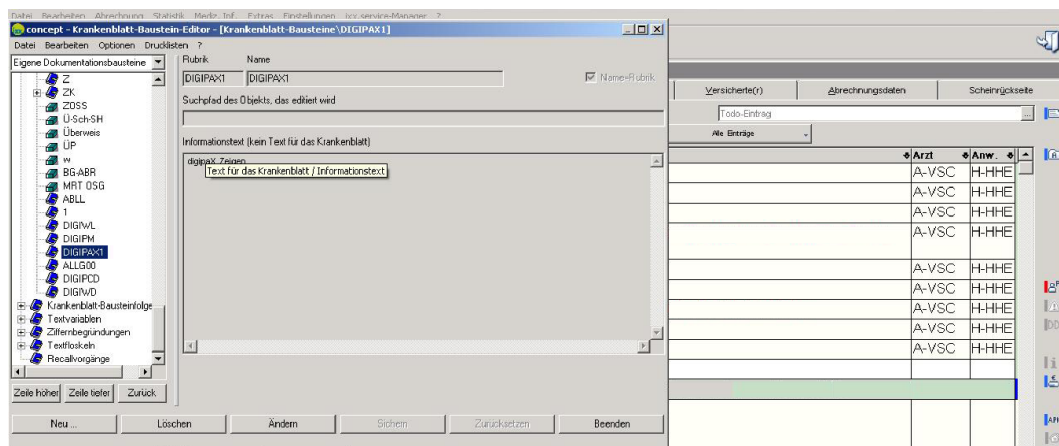 Datei Bearbeiten Abrechnung Statistik Mediz. Inf. Extras Einstellungen ixx.service-Manager ?
concept - Krankenblatt-Baustein-Editor - [Krankenblatt-Bausteine\DIGIPAX1]
Datei Bearbeiten Optionen Drucklisten ?
Eigene Dokumentationsbausteine
Z
ZK
ZOSS
Ü-Sch-SH
Überweis
ÜP
w
BG-ABR
MRT OSG
ABLL
1
DIGIWL
DIGIPM
DIGIPAX1
ALLG00
DIGIPCD
DIGIWD
Krankenblatt-Bausteinfolge
Textvariablen
Ziffernbegründungen
Textfloskeln
Recallvorgänge
Zeile höher Zeile tiefer Zurück
Rubrik Name
DIGIPAX1 DIGIPAX1 Name=Rubrik
Suchpfad des Objekts, das editiert wird
Informationstext (kein Text für das Krankenblatt)
digipaX Zeigen
Text für das Krankenblatt / Informationstext
Neu ... Löschen Ändern Sichern Zurücksetzen Beenden
Versicherte(r) Abrechnungsdaten Scheinrückseite
Todo-Eintrag ...
Alle Einträge
Arzt Anw.
A-VSC H-HHE
A-VSC H-HHE
A-VSC H-HHE
A-VSC H-HHE
A-VSC H-HHE
A-VSC H-HHE
A-VSC H-HHE
A-VSC H-HHE
A-VSC H-HHE